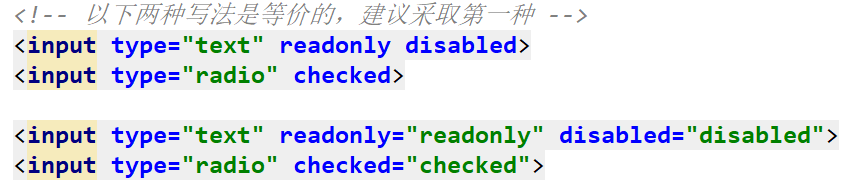 <!-- 以下两种写法是等价的，建议采取第一种 -->
<input type="text" readonly disabled>
<input type="radio" checked>
<input type="text" readonly="readonly" disabled="disabled">
<input type="radio" checked="checked">